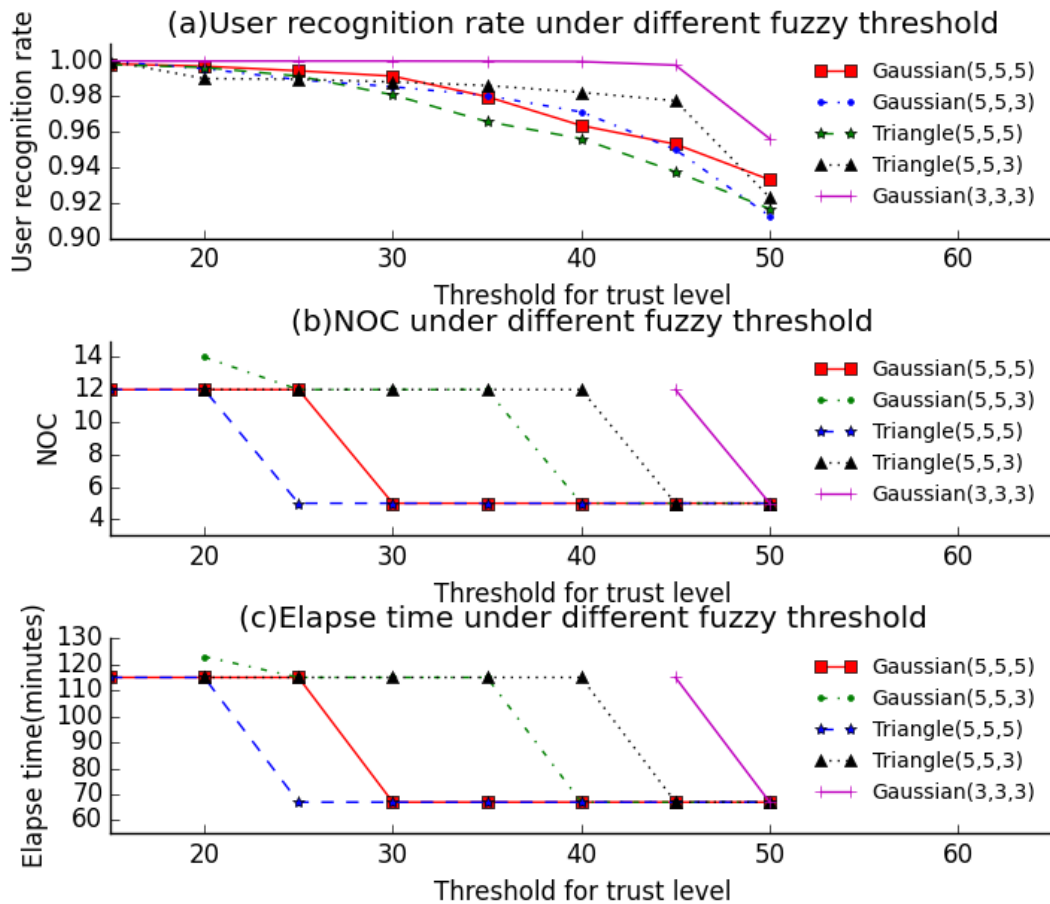 (a)User recognition rate under different fuzzy threshold
User recognition rate
1.00
0.98
0.96
0.94
0.92
0.90
20 30 40 50 60
Threshold for trust level
Gaussian(5,5,5)
Gaussian(5,5,3)
Triangle(5,5,5)
Triangle(5,5,3)
Gaussian(3,3,3)
(b)NOC under different fuzzy threshold
NOC
14
12
10
8
6
4
20 30 40 50 60
Threshold for trust level
Gaussian(5,5,5)
Gaussian(5,5,3)
Triangle(5,5,5)
Triangle(5,5,3)
Gaussian(3,3,3)
(c)Elapse time under different fuzzy threshold
Elapse time(minutes)
130
120
110
100
90
80
70
60
20 30 40 50 60
Threshold for trust level
Gaussian(5,5,5)
Gaussian(5,5,3)
Triangle(5,5,5)
Triangle(5,5,3)
Gaussian(3,3,3)